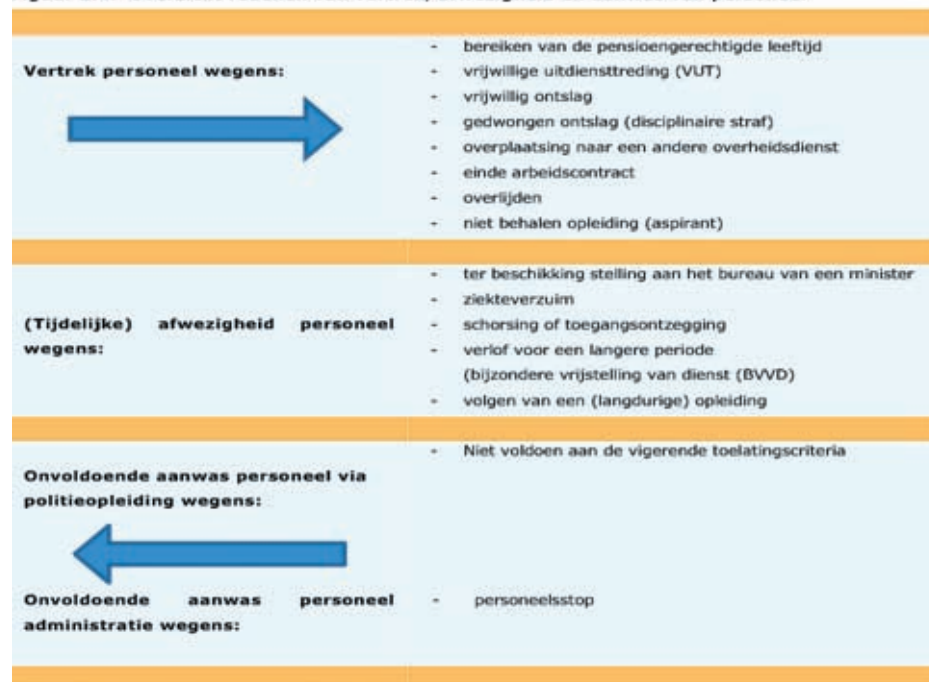 Vertrek personeel wegens:
- bereiken van de pensioengerechtigde leeftijd
- vrijwillige uitdiensttreding (VUT)
- vrijwillig ontslag
- gedwongen ontslag (disciplinaire straf)
- overplaatsing naar een andere overheidsdienst
- einde arbeidscontract
- overlijden
- niet behalen opleiding (aspirant)
(Tijdelijke) afwezigheid personeel
wegens:
- ter beschikking stelling aan het bureau van een minister
- ziekteverzuim
- schorsing of toegangsontzegging
- verlof voor een langere periode
(bijzondere vrijstelling van dienst (BVVD)
- volgen van een (langdurige) opleiding
Onvoldoende aanwas personeel via
politieopleiding wegens:
- Niet voldoen aan de vigerende toelatingscriteria
Onvoldoende aanwas personeel
administratie wegens:
- personeelsstop